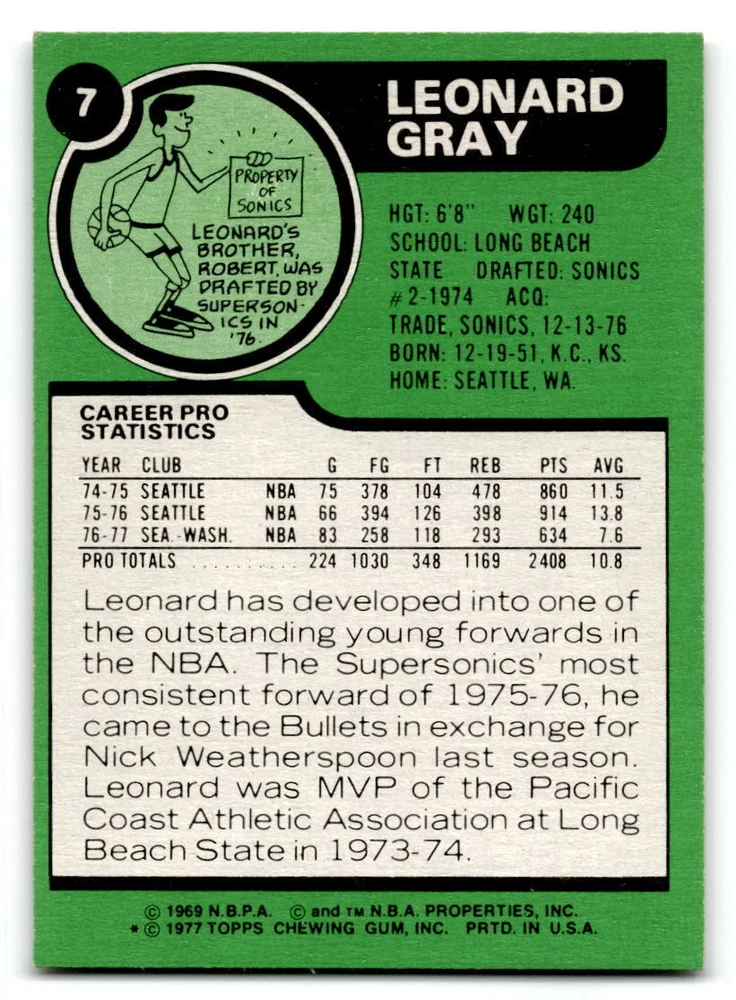 7
LEONARD
GRAY
PROPERTY
OF
SONICS
LEONARD'S
BROTHER,
ROBERT, WAS
DRAFTED BY
SUPERSON-
ICS IN
'76.
HGT: 6'8" WGT: 240
SCHOOL: LONG BEACH
STATE DRAFTED: SONICS
#2-1974 ACQ:
TRADE, SONICS, 12-13-76
BORN: 12-19-51, K.C., KS.
HOME: SEATTLE, WA.
CAREER PRO
STATISTICS
YEAR CLUB G FG FT REB PTS AVG
74-75 SEATTLE NBA 75 378 104 478 860 11.5
75-76 SEATTLE NBA 66 394 126 398 914 13.8
76-77 SEA.-WASH. NBA 83 258 118 293 634 7.6
PRO TOTALS .......... 224 1030 348 1169 2408 10.8
Leonard has developed into one of
the outstanding young forwards in
the NBA. The Supersonics' most
consistent forward of 1975-76, he
came to the Bullets in exchange for
Nick Weatherspoon last season.
Leonard was MVP of the Pacific
Coast Athletic Association at Long
Beach State in 1973-74.
© 1969 N.B.P.A. © and TM N.B.A. PROPERTIES, INC.
* © 1977 TOPPS CHEWING GUM, INC. PRTD. IN U.S.A.